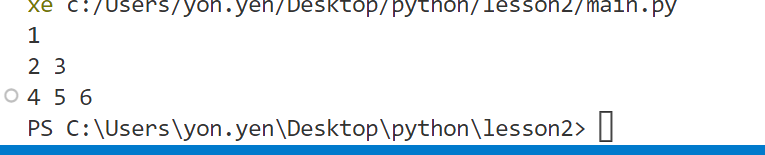 xe c:/Users/yon.yen/Desktop/python/lesson2/main.py
1
2 3
4 5 6
PS C:\Users\yon.yen\Desktop\python\lesson2>